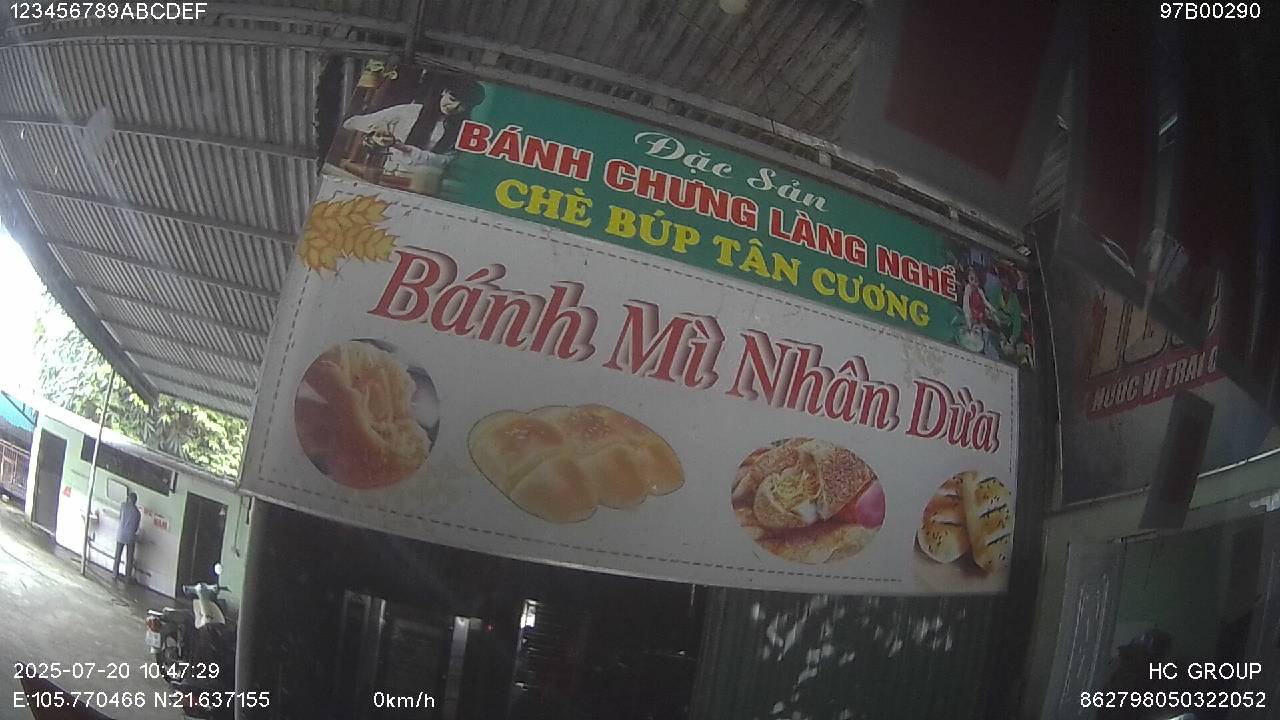 123456789ABCDEF
97B00290
Đặc Sản
BÁNH CHƯNG LÀNG NGHỀ
CHÈ BÚP TÂN CƯƠNG
Bánh Mì Nhân Dừa
NƯỚC VỊ TRÁI
NAM
2025-07-20 10:47:29
E:105.770466 N:21.637155
0km/h
HC GROUP
862798050322052